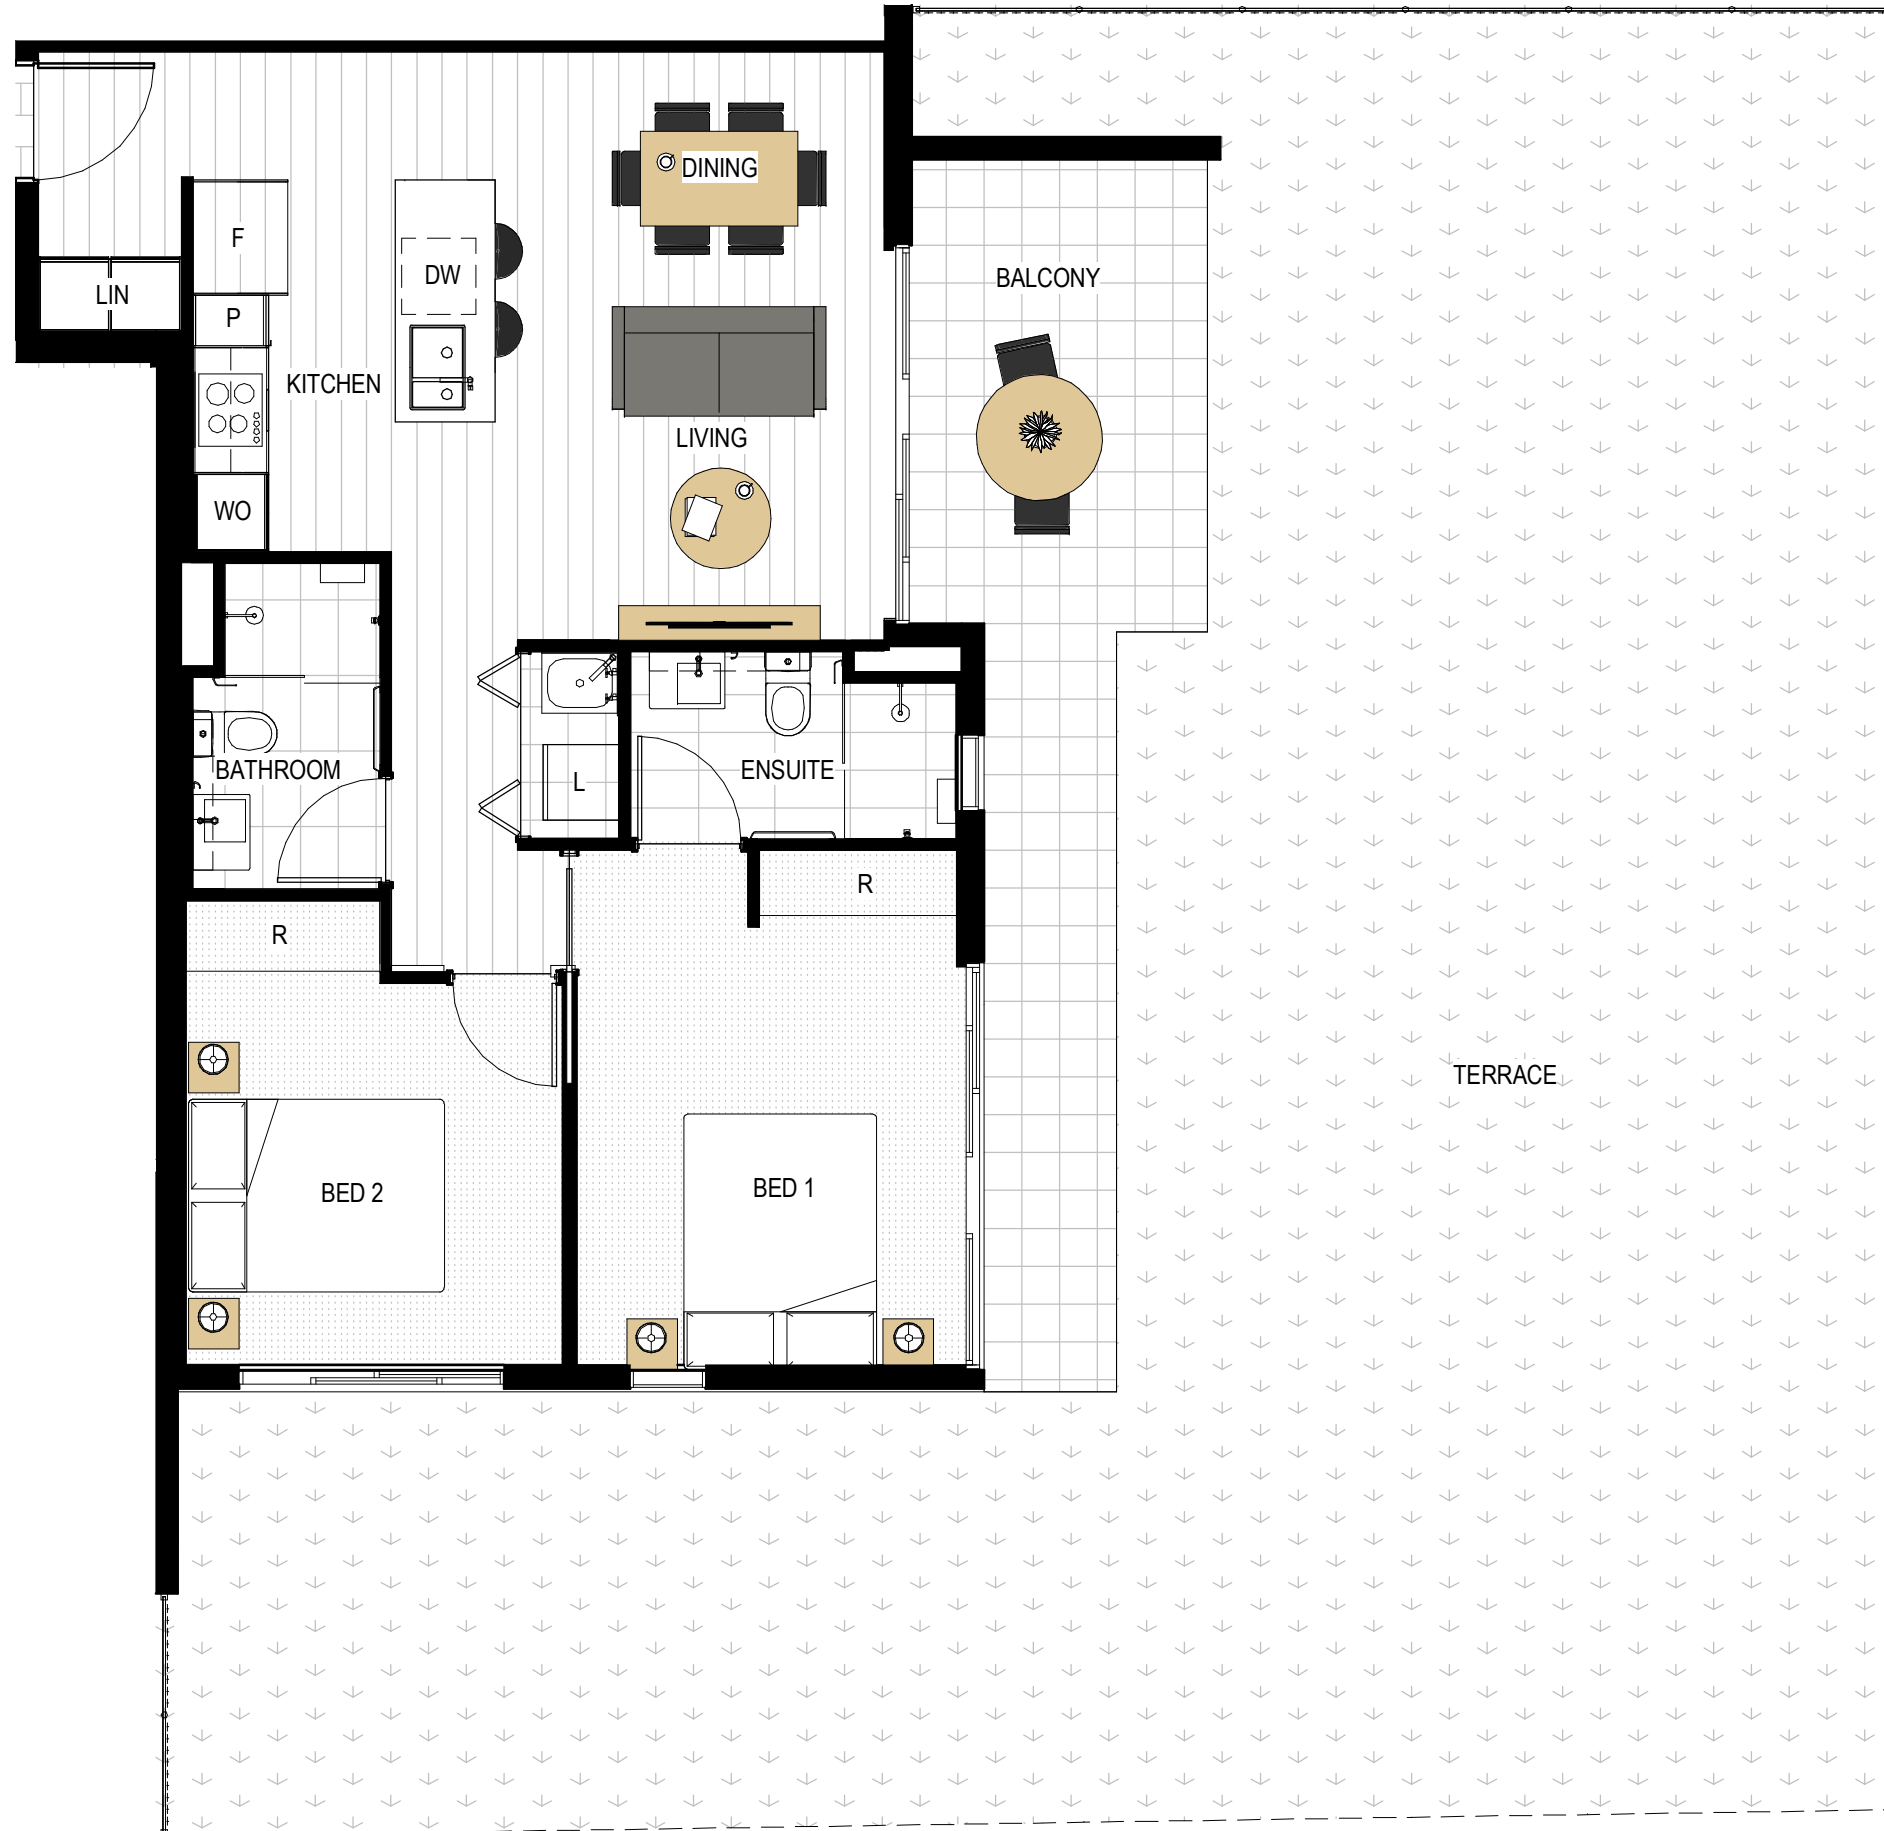 DINING
F
DW
BALCONY
LIN
P
KITCHEN
LIVING
WO
BATHROOM
L
ENSUITE
R
R
TERRACE
BED 2
BED 1